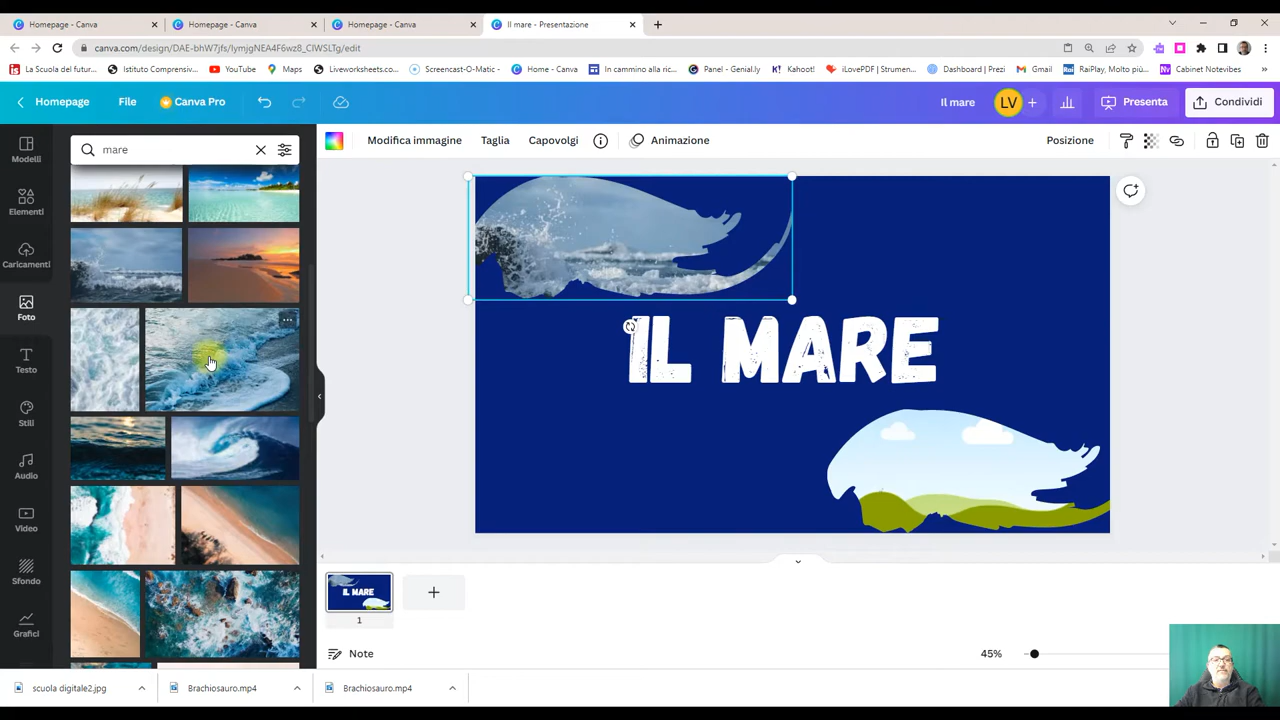 Homepage - Canva
Homepage - Canva
Homepage - Canva
Il mare - Presentazione
canva.com/design/DAE-bhW7jfs/IymjgNEA4F6wz8_CIWSLTg/edit
La Scuola del futur...
Istituto Comprensiv...
YouTube
Maps
Liveworksheets.co...
Screencast-O-Matic -
Home - Canva
In cammino alla ric...
Panel - Genial.ly
Kahoot!
iLovePDF | Strumen...
Dashboard | Prezi
Gmail
RaiPlay, Molto più...
Cabinet Notevibes
Homepage
File
Canva Pro
Il mare
LV
Presenta
Condividi
Modelli
mare
Modifica immagine
Taglia
Capovolgi
Animazione
Posizione
Elementi
Caricamenti
Foto
Testo
Stili
Audio
Video
Sfondo
Grafici
IL MARE
IL MARE
1
Note
45%
scuola digitale2.jpg
Brachiosauro.mp4
Brachiosauro.mp4